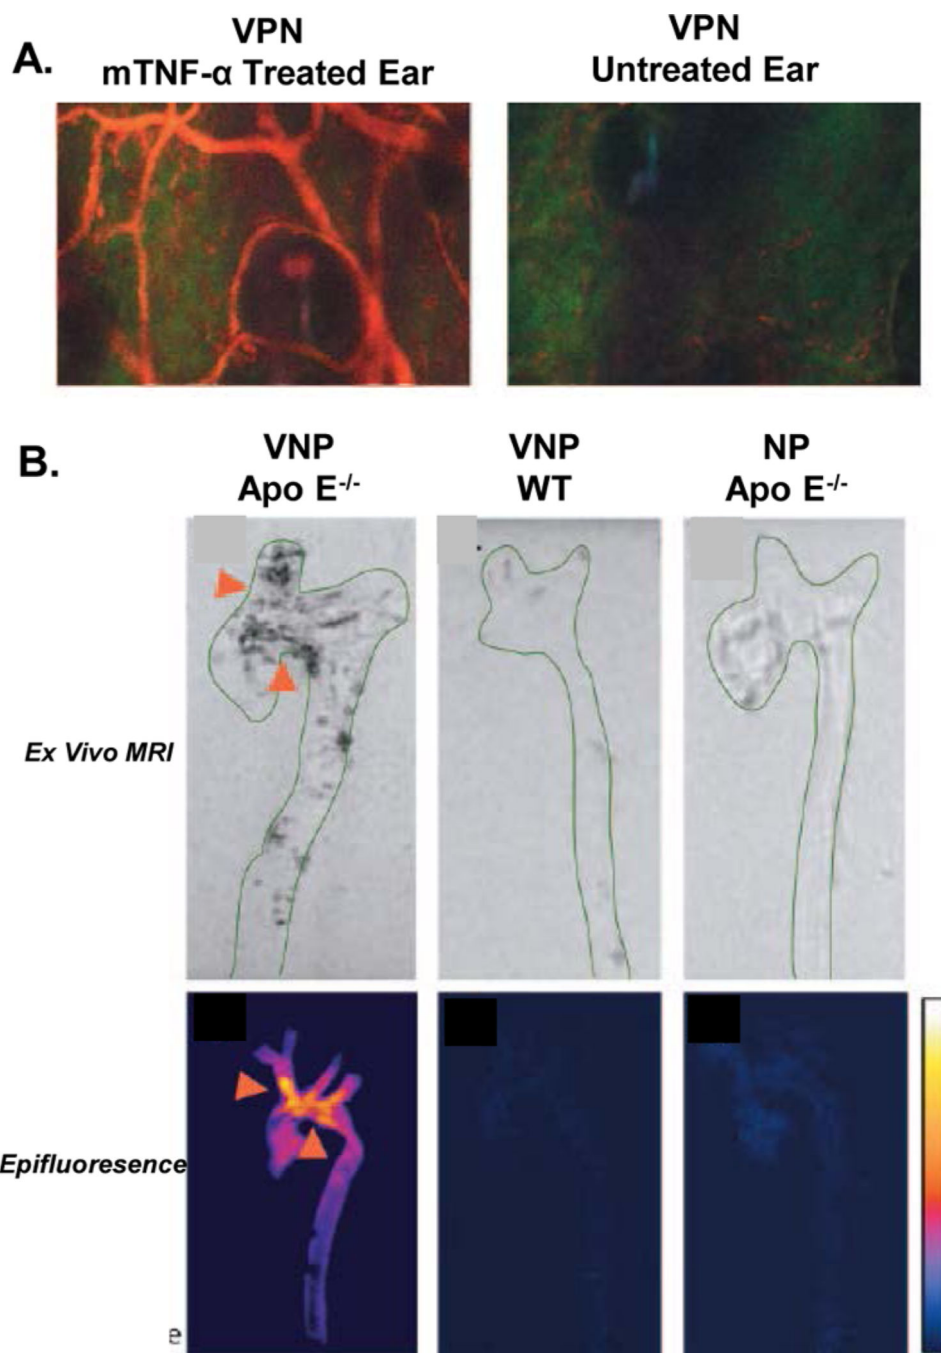 A.
VPN
mTNF-α Treated Ear
VPN
Untreated Ear
B.
VNP
Apo E-/-
VNP
WT
NP
Apo E-/-
Ex Vivo MRI
Epifluoresence
e